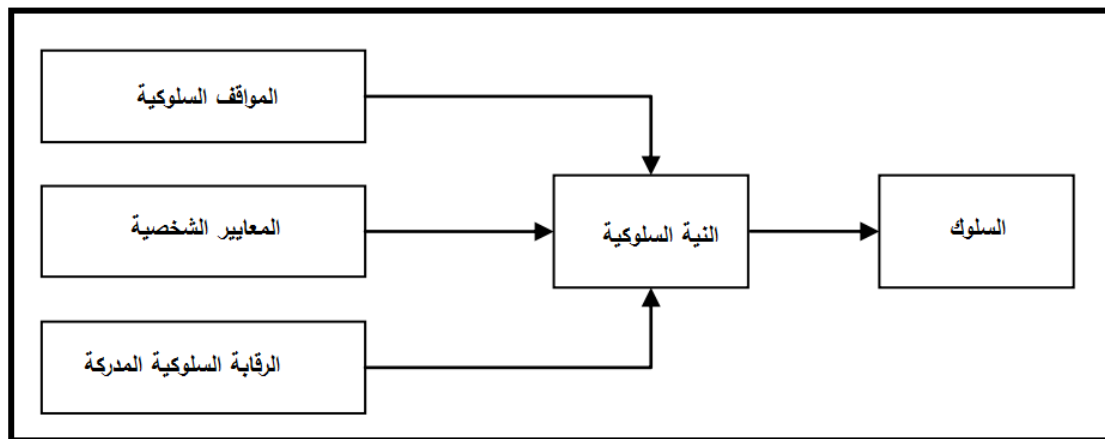 المواقف السلوكية
المعايير الشخصية
النية السلوكية
السلوك
الرقابة السلوكية المدركة